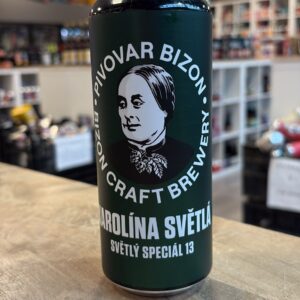 PIVOVAR BIZON
BIZON CRAFT BREWERY
AROLÍNA SVĚTLÁ
SVĚTLÝ SPECIÁL 13